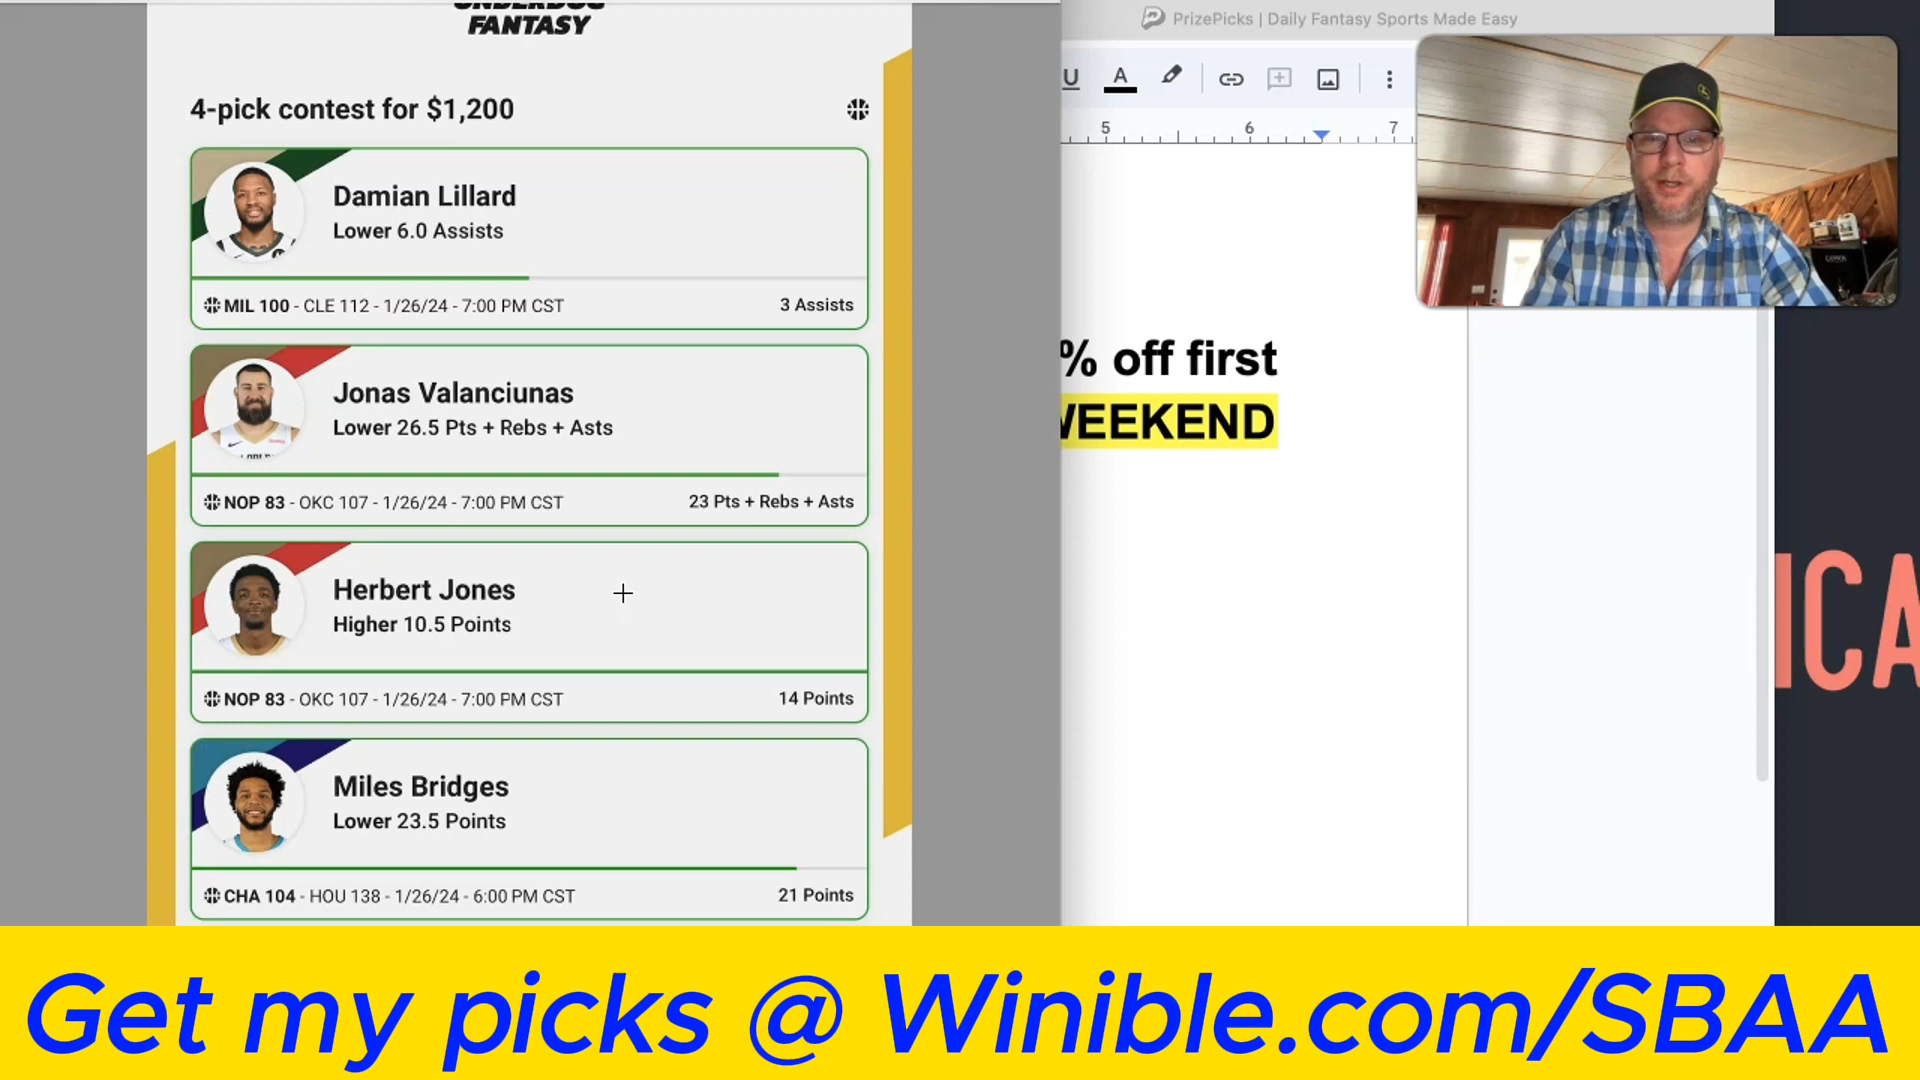 FANTASY
4-pick contest for $1,200
Damian Lillard
Lower 6.0 Assists
MIL 100 - CLE 112 - 1/26/24 - 7:00 PM CST
3 Assists
Jonas Valanciunas
Lower 26.5 Pts + Rebs + Asts
NOP 83 - OKC 107 - 1/26/24 - 7:00 PM CST
23 Pts + Rebs + Asts
Herbert Jones
Higher 10.5 Points
NOP 83 - OKC 107 - 1/26/24 - 7:00 PM CST
14 Points
Miles Bridges
Lower 23.5 Points
CHA 104 - HOU 138 - 1/26/24 - 6:00 PM CST
21 Points
PrizePicks | Daily Fantasy Sports Made Easy
U A
5 6 7
% off first
WEEKEND
ICA
Get my picks @ Winible.com/SBAA